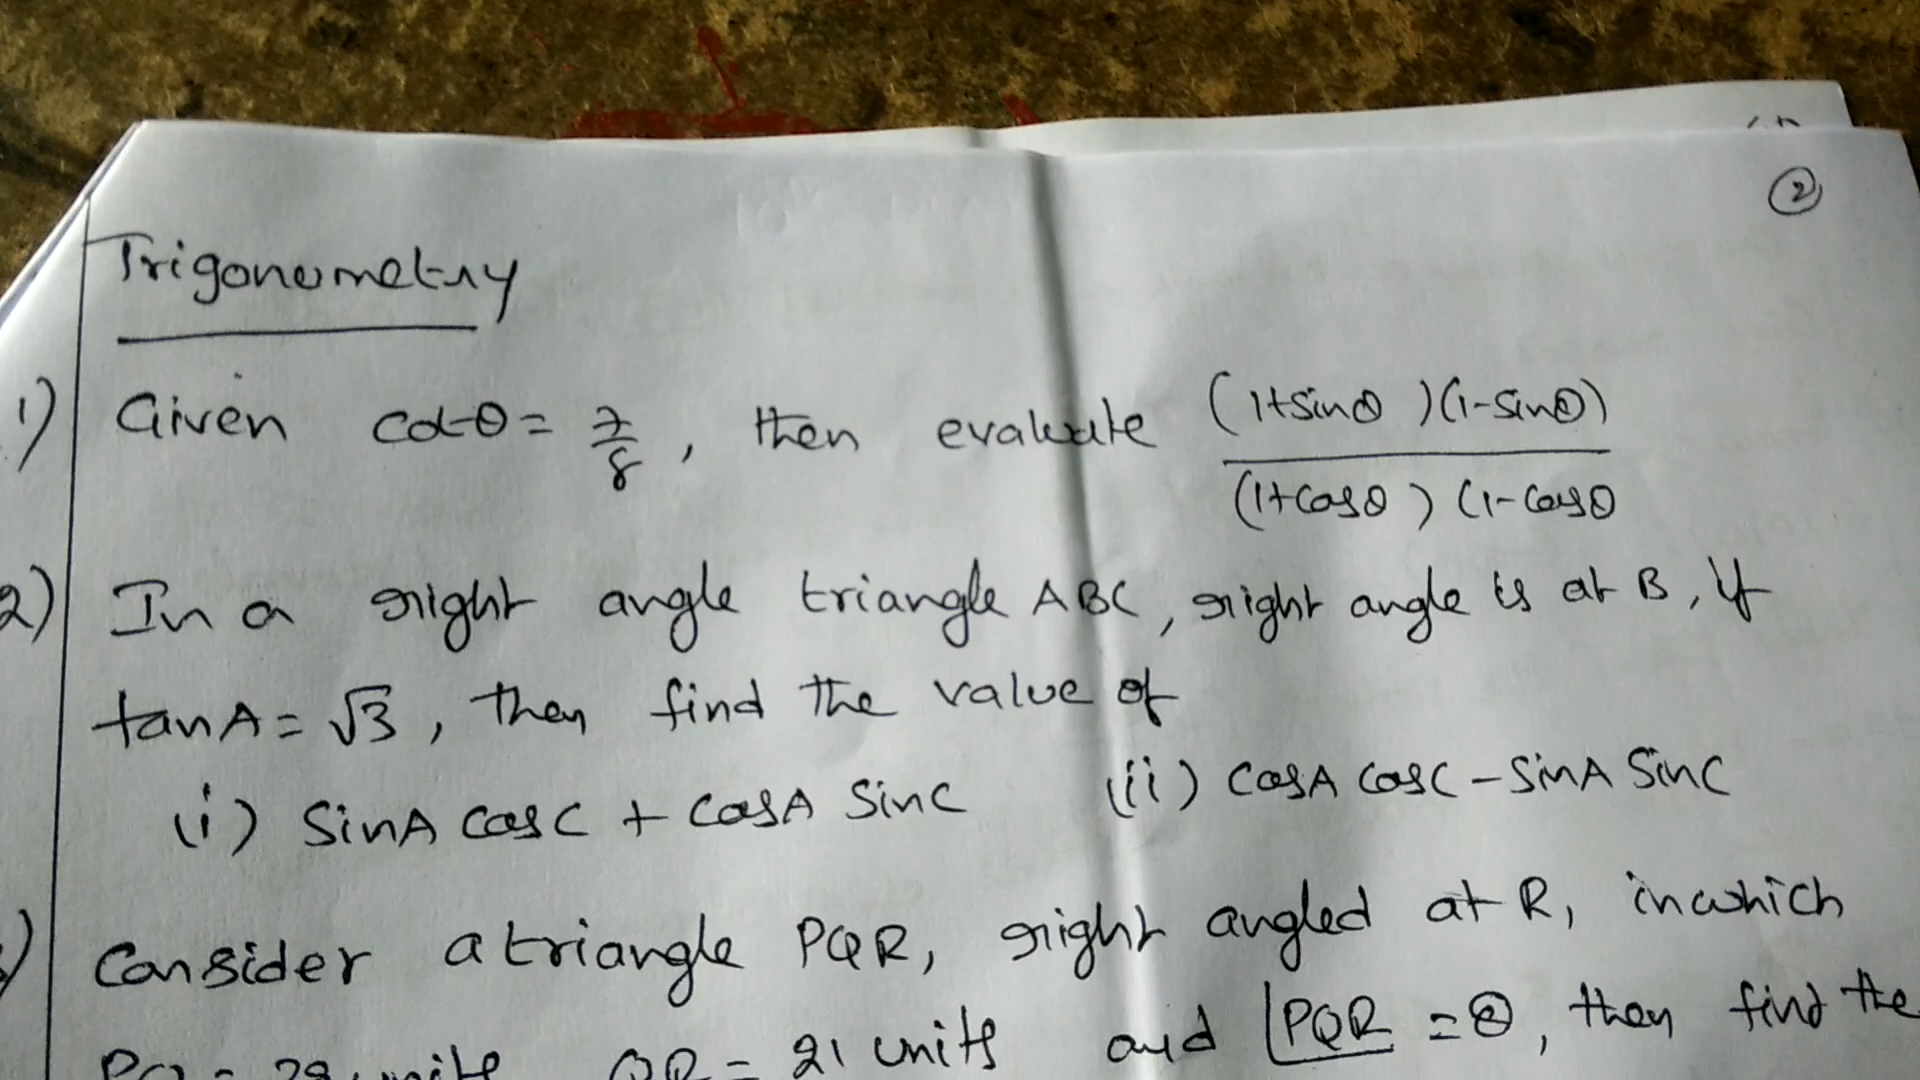 2
Trigonometry
1) Given cotθ = 7/8, then evaluate (1+sinθ)(1-sinθ) / (1+cosθ)(1-cosθ
2) In a right angle triangle ABC, right angle is at B, if
tanA = √3, then find the value of
(i) SinA cosC + cosA SinC (ii) cosA cosC - SinA SinC
Consider a triangle PQR, right angled at R, in which
units QR = 21 units and ∠PQR = θ, then find the